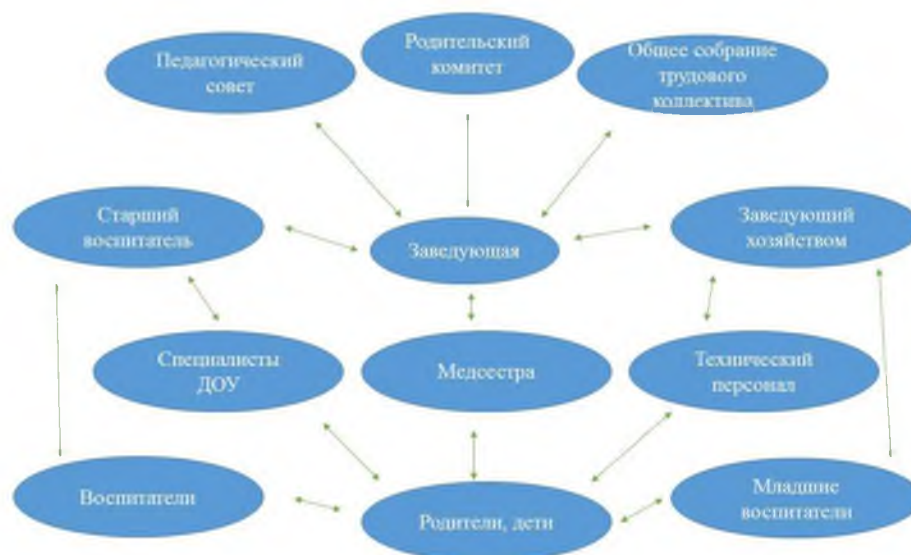 Педагогический
совет
Родительский
комитет
Общее собрание
трудового
коллектива
Старший
воспитатель
Заведующая
Заведующий
хозяйством
Специалисты
ДОУ
Медсестра
Технический
персонал
Воспитатели
Родители, дети
Младшие
воспитатели